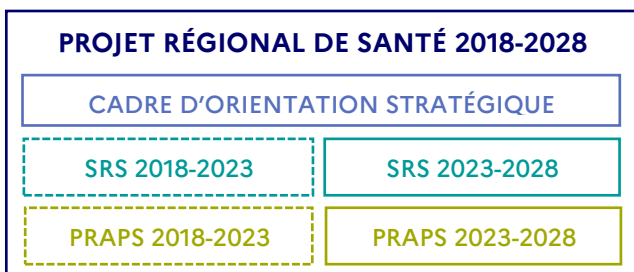 PROJET RÉGIONAL DE SANTÉ 2018-2028
CADRE D’ORIENTATION STRATÉGIQUE
SRS 2018-2023
SRS 2023-2028
PRAPS 2018-2023
PRAPS 2023-2028